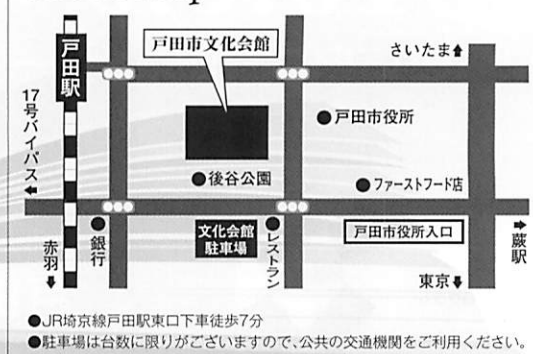 戸田市文化会館
さいたま↑
戸田駅
17号バイパス←
●戸田市役所
●後谷公園
●ファーストフード店
●銀行
文化会館
駐車場
●レストラン
戸田市役所入口
→蕨駅
赤羽↓
東京↓
●JR埼京線戸田駅東口下車徒歩7分
●駐車場は台数に限りがございますので、公共の交通機関をご利用ください。